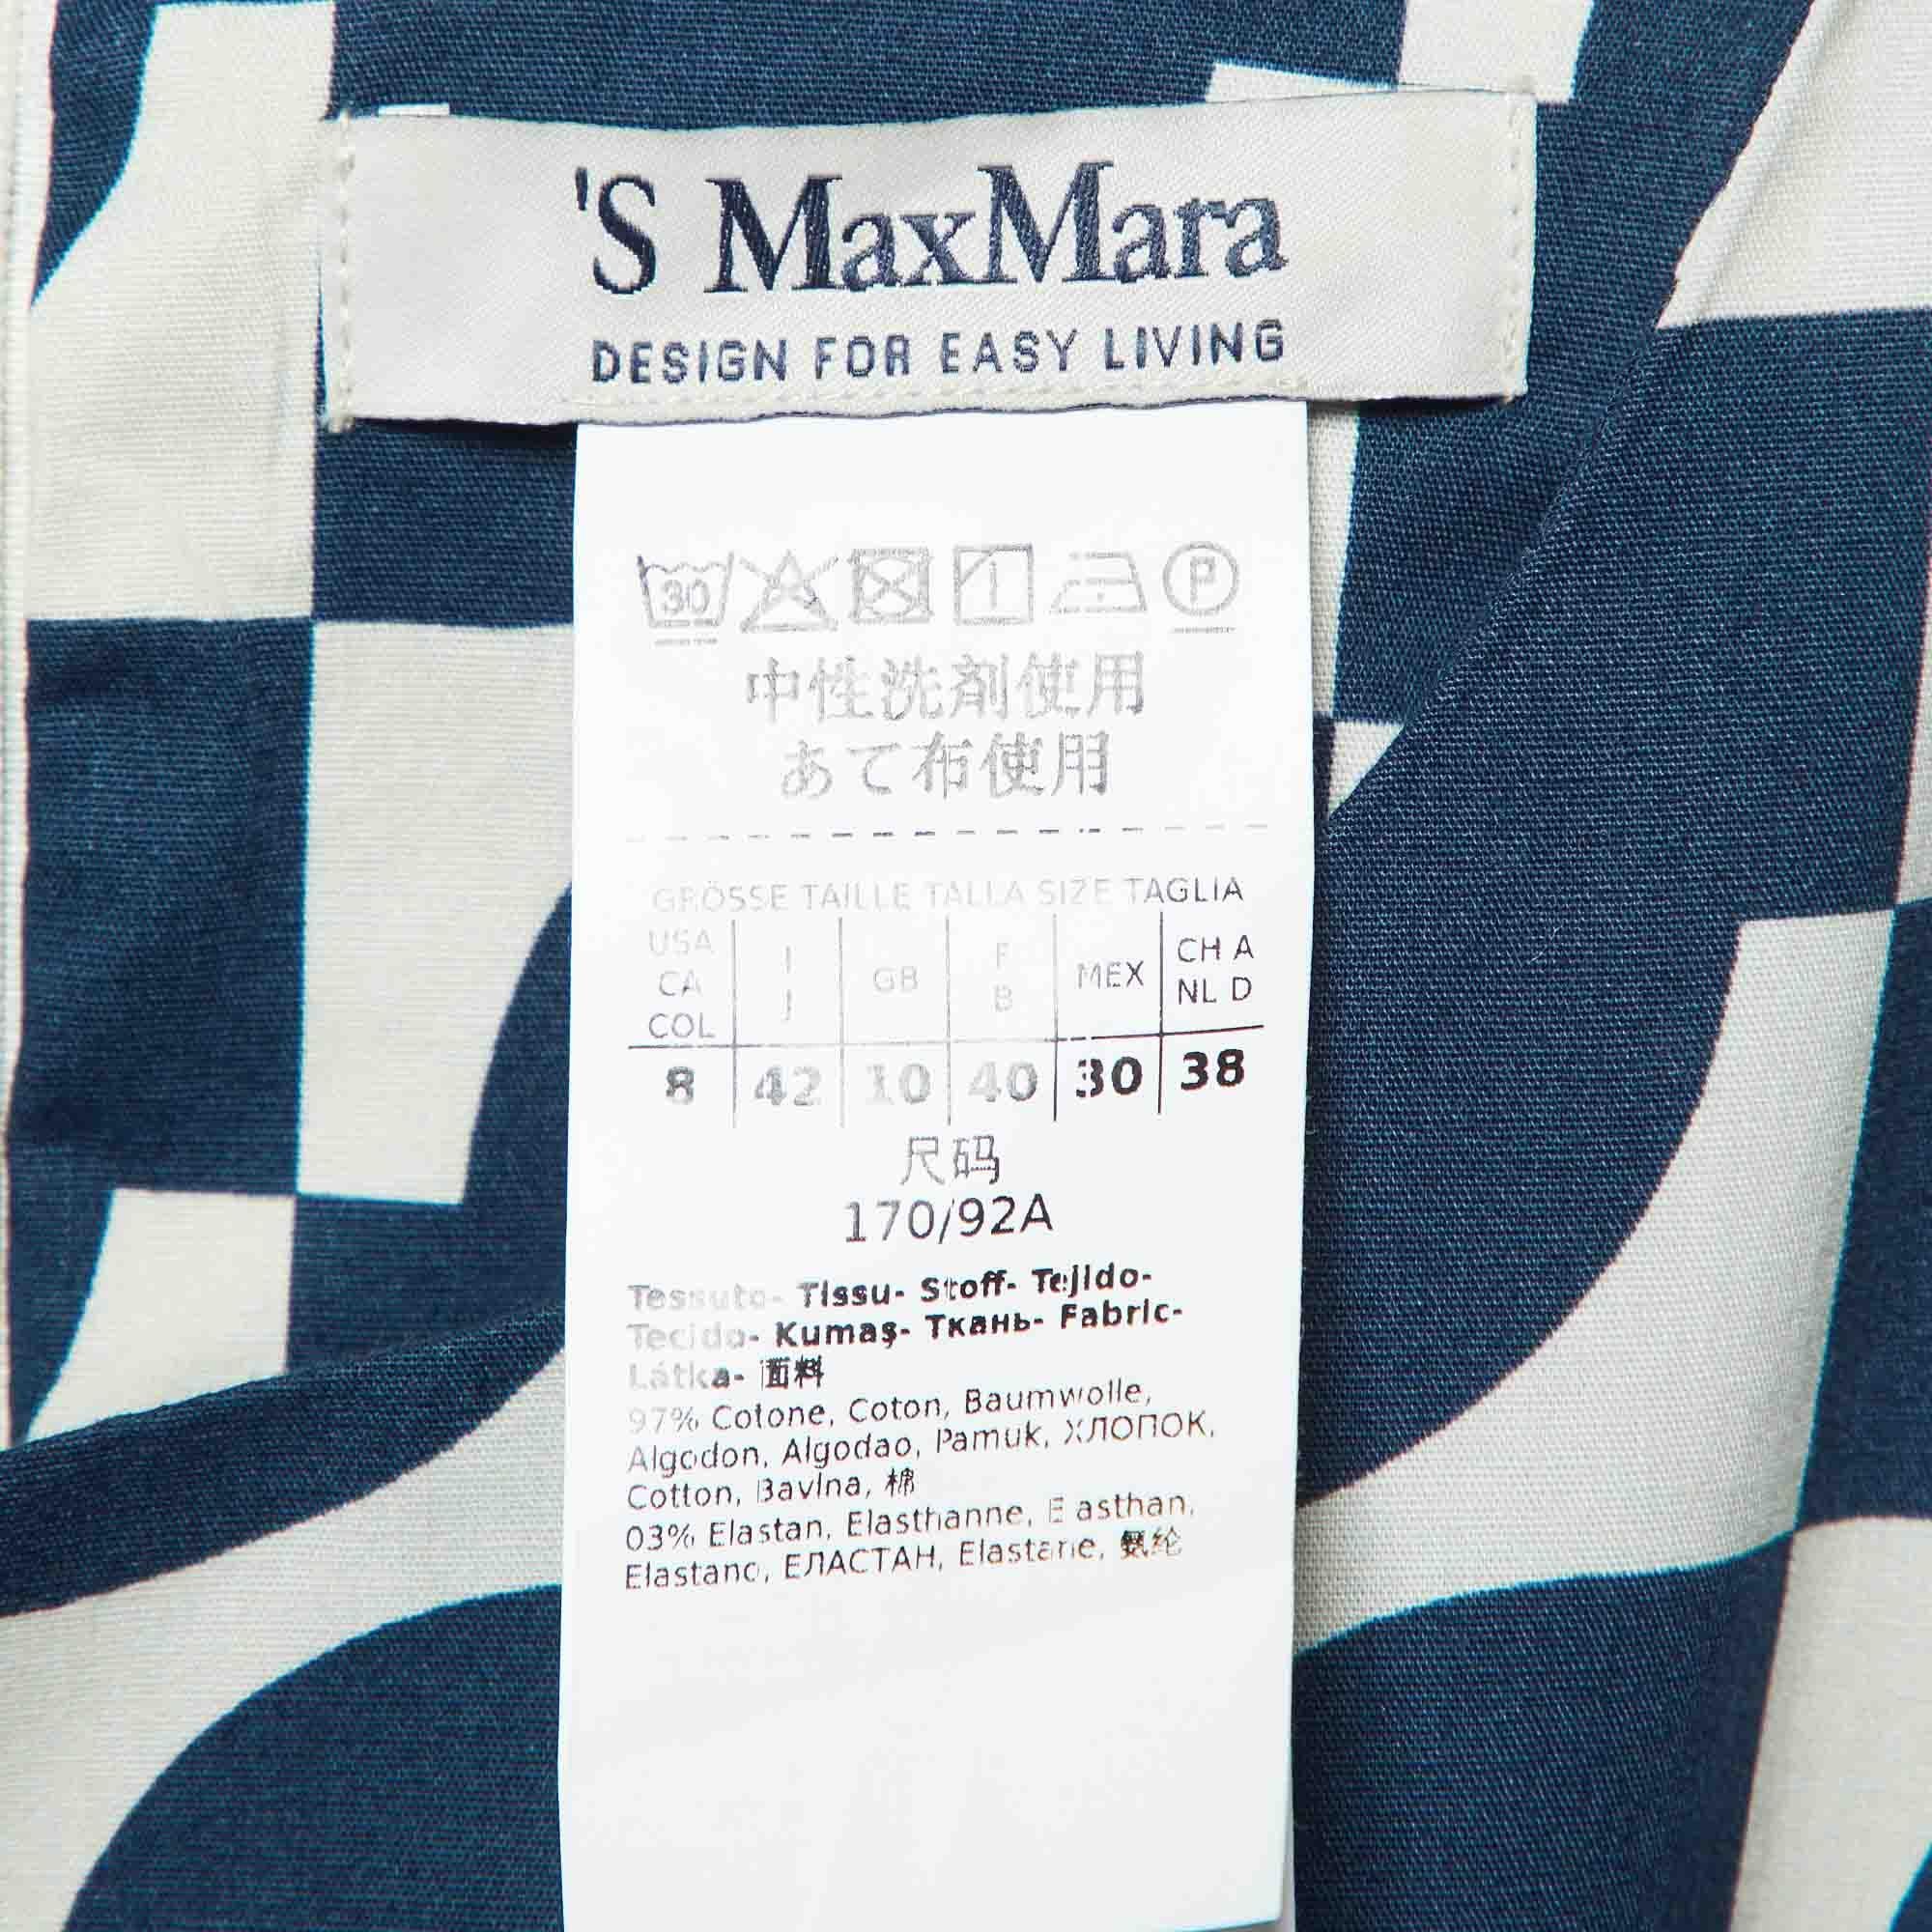 'S MaxMara
DESIGN FOR EASY LIVING
30
P
中性洗剤使用
あて布使用
GRÖSSE TAILLE TALLA SIZE TAGLIA
USA CA COL I J GB F B MEX CH A NL D
8 42 10 40 30 38
尺码
170/92A
Tessuto- Tissu- Stoff- Tejido-
Tecido- Kumaş- Ткань- Fabric-
Látka- 面料
97% Cotone, Coton, Baumwolle,
Algodon, Algodao, Pamuk, ХЛОПОК,
Cotton, Bavlna, 棉
03% Elastan, Elasthanne, Elasthan,
Elastano, ЕЛАСТАН, Elastane, 氨纶